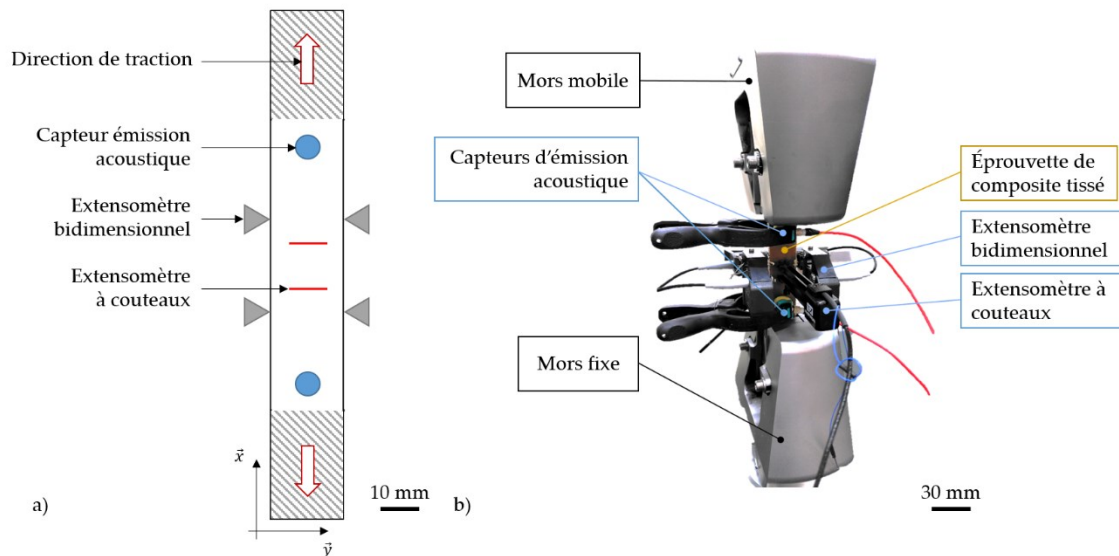 Direction de traction
Capteur émission
acoustique
Extensomètre
bidimensionnel
Extensomètre
à couteaux
x
y
a)
10 mm
Mors mobile
Capteurs d'émission
acoustique
Éprouvette de
composite tissé
Extensomètre
bidimensionnel
Extensomètre à
couteaux
Mors fixe
b)
30 mm